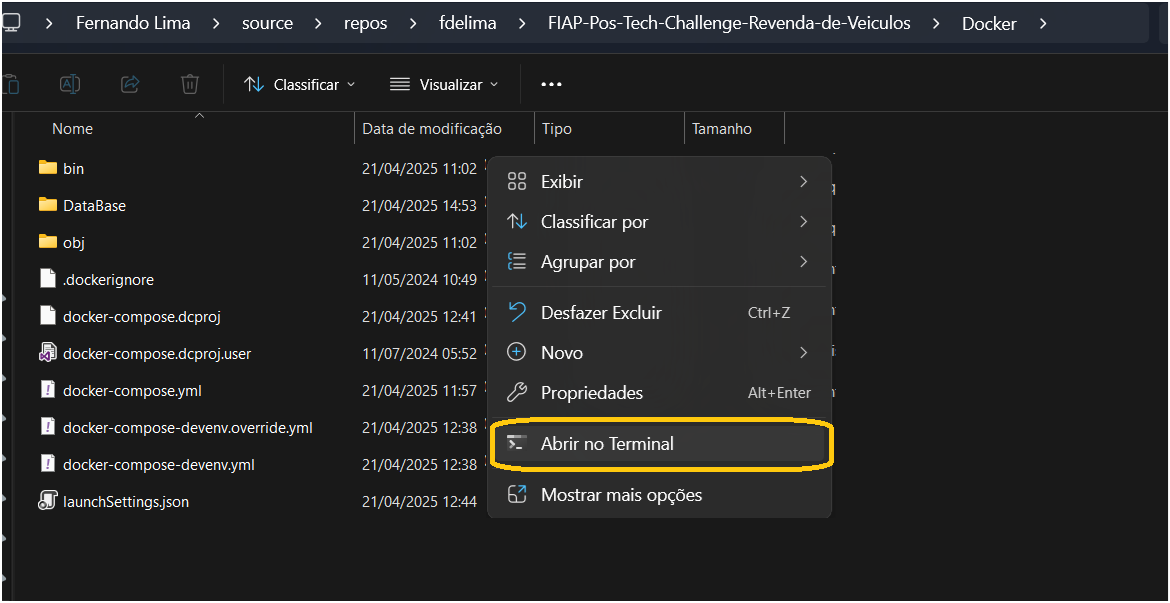 Fernando Lima > source > repos > fdelima > FIAP-Pos-Tech-Challenge-Revenda-de-Veiculos > Docker >
Classificar Visualizar ...
Nome Data de modificação Tipo Tamanho
bin 21/04/2025 11:02
DataBase 21/04/2025 14:53
obj 21/04/2025 11:02
.dockerignore 11/05/2024 10:49
docker-compose.dcproj 21/04/2025 12:41
docker-compose.dcproj.user 11/07/2024 05:52
docker-compose.yml 21/04/2025 11:57
docker-compose-devenv.override.yml 21/04/2025 12:38
docker-compose-devenv.yml 21/04/2025 12:38
launchSettings.json 21/04/2025 12:44
Exibir
Classificar por
Agrupar por
Desfazer Excluir Ctrl+Z
Novo
Propriedades Alt+Enter
Abrir no Terminal
Mostrar mais opções